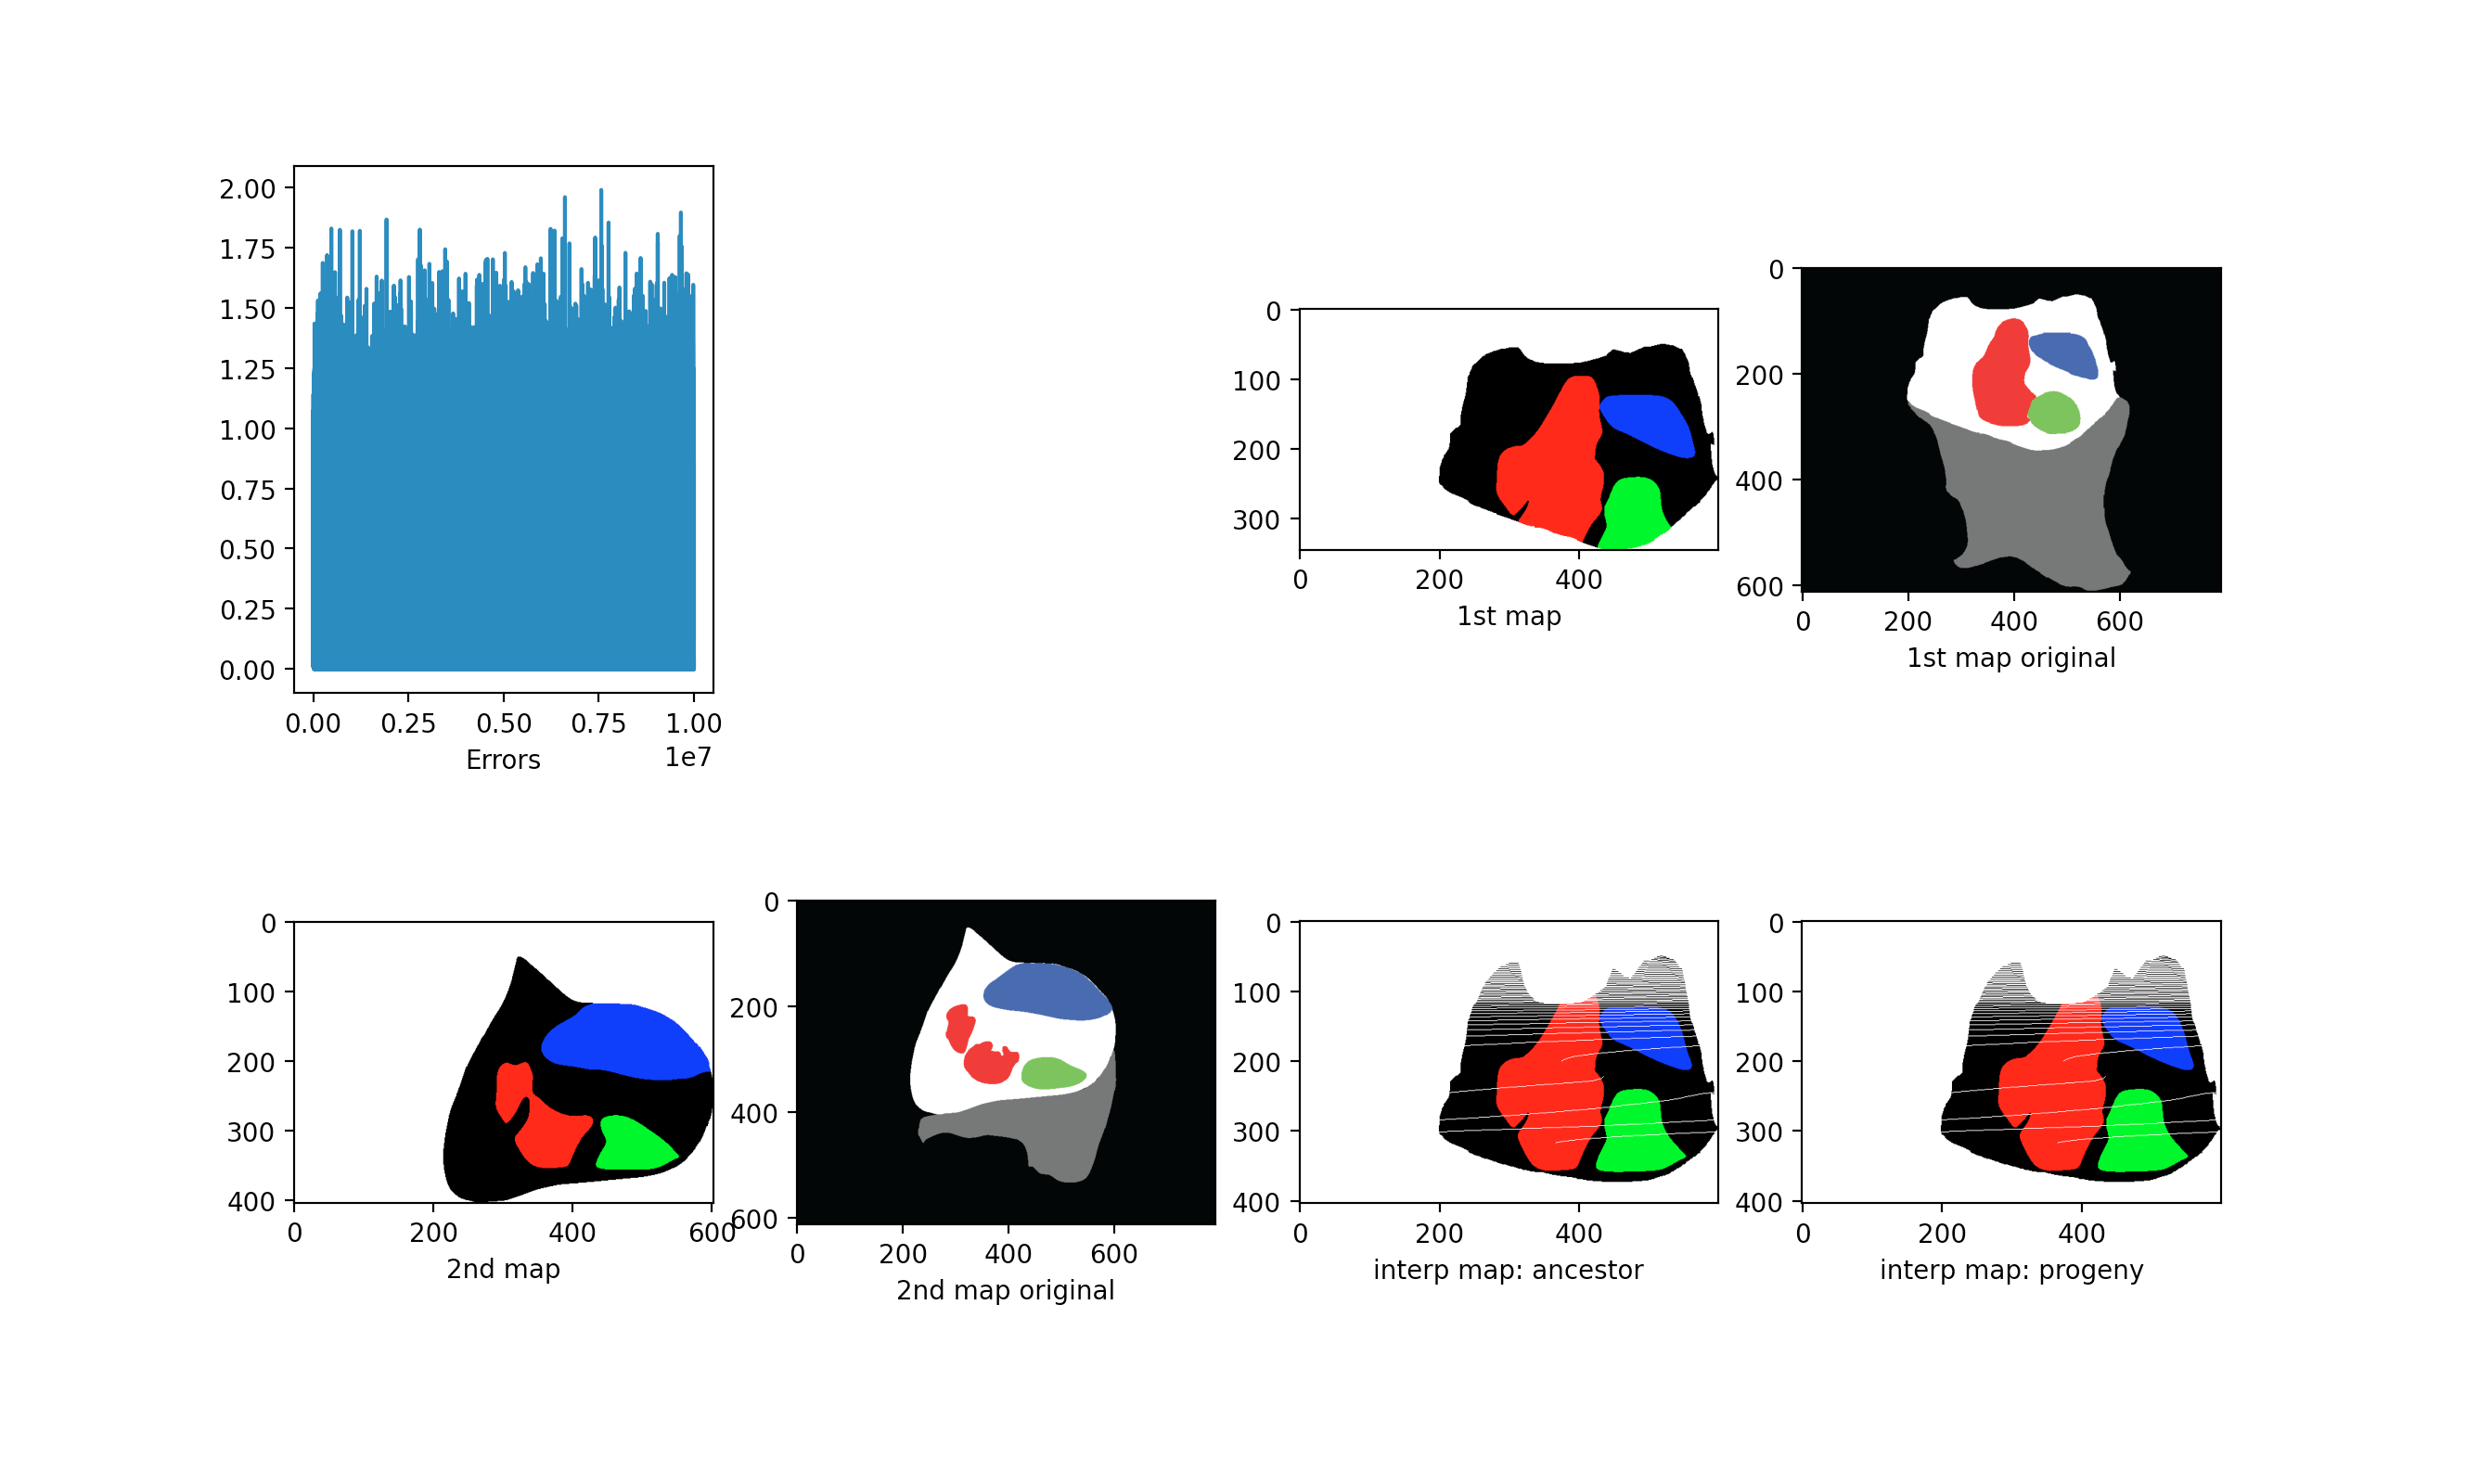 2.00
1.75
1.50
1.25
1.00
0.75
0.50
0.25
0.00
0.00 0.25 0.50 0.75 1.00
Errors 1e7
0
100
200
300
0 200 400
1st map
0
200
400
600
0 200 400 600
1st map original
0
100
200
300
400
0 200 400 600
2nd map
0
200
400
600
0 200 400 600
2nd map original
0
100
200
300
400
0 200 400
interp map: ancestor
0
100
200
300
400
0 200 400
interp map: progeny